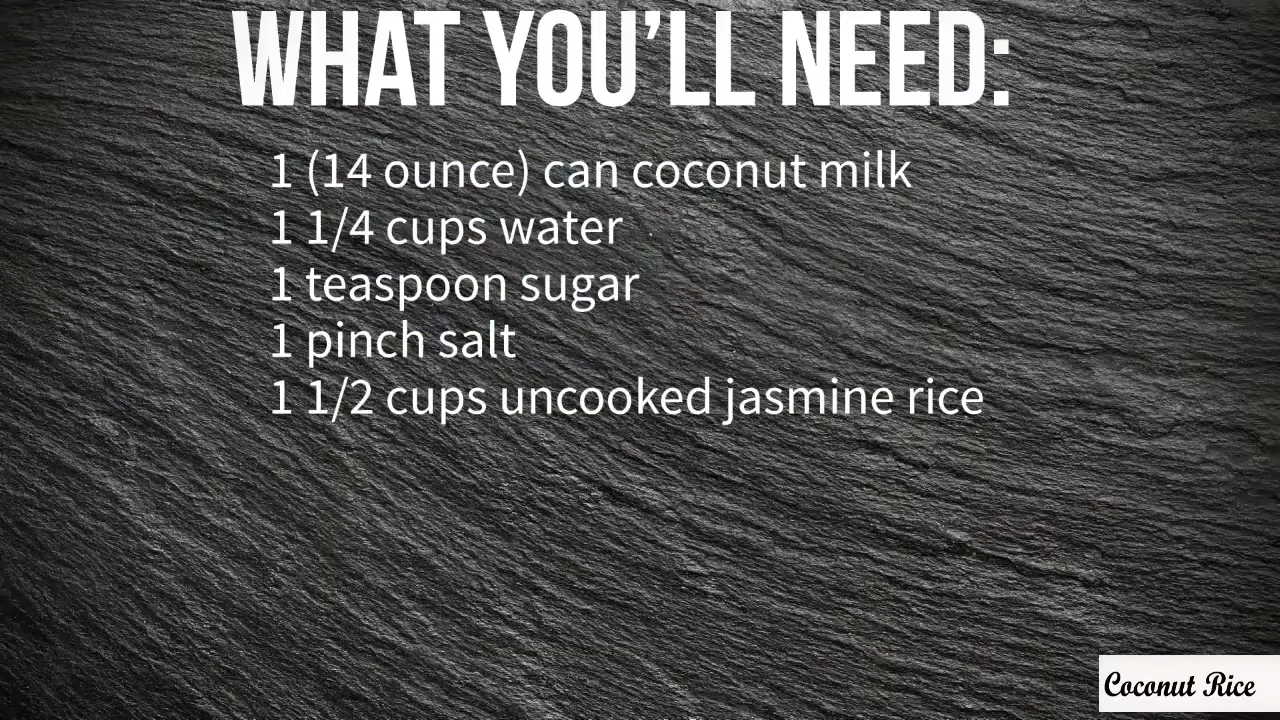 WHAT YOU’LL NEED:
1 (14 ounce) can coconut milk
1 1/4 cups water
1 teaspoon sugar
1 pinch salt
1 1/2 cups uncooked jasmine rice
Coconut Rice